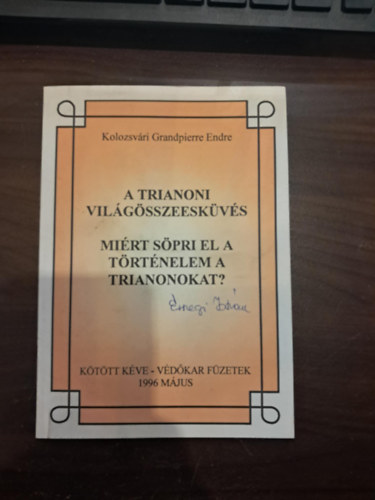 Kolozsvári Grandpierre Endre
A TRIANONI
VILÁGÖSSZEESKÜVÉS
MIÉRT SÖPRI EL A
TÖRTÉNELEM A
TRIANONOKAT?
KÖTÖTT KÉVE - VÉDŐKAR FÜZETEK
1996 MÁJUS